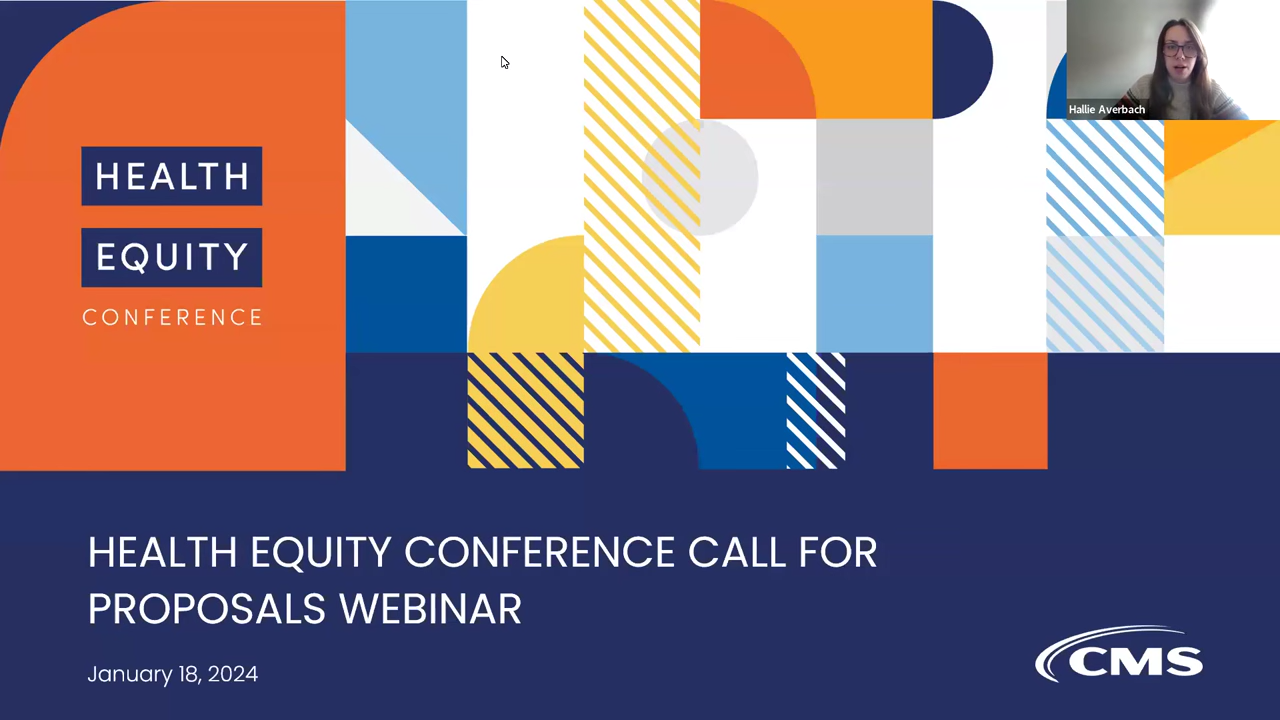 Hallie Averbach
HEALTH
EQUITY
CONFERENCE
HEALTH EQUITY CONFERENCE CALL FOR
PROPOSALS WEBINAR
January 18, 2024
CMS